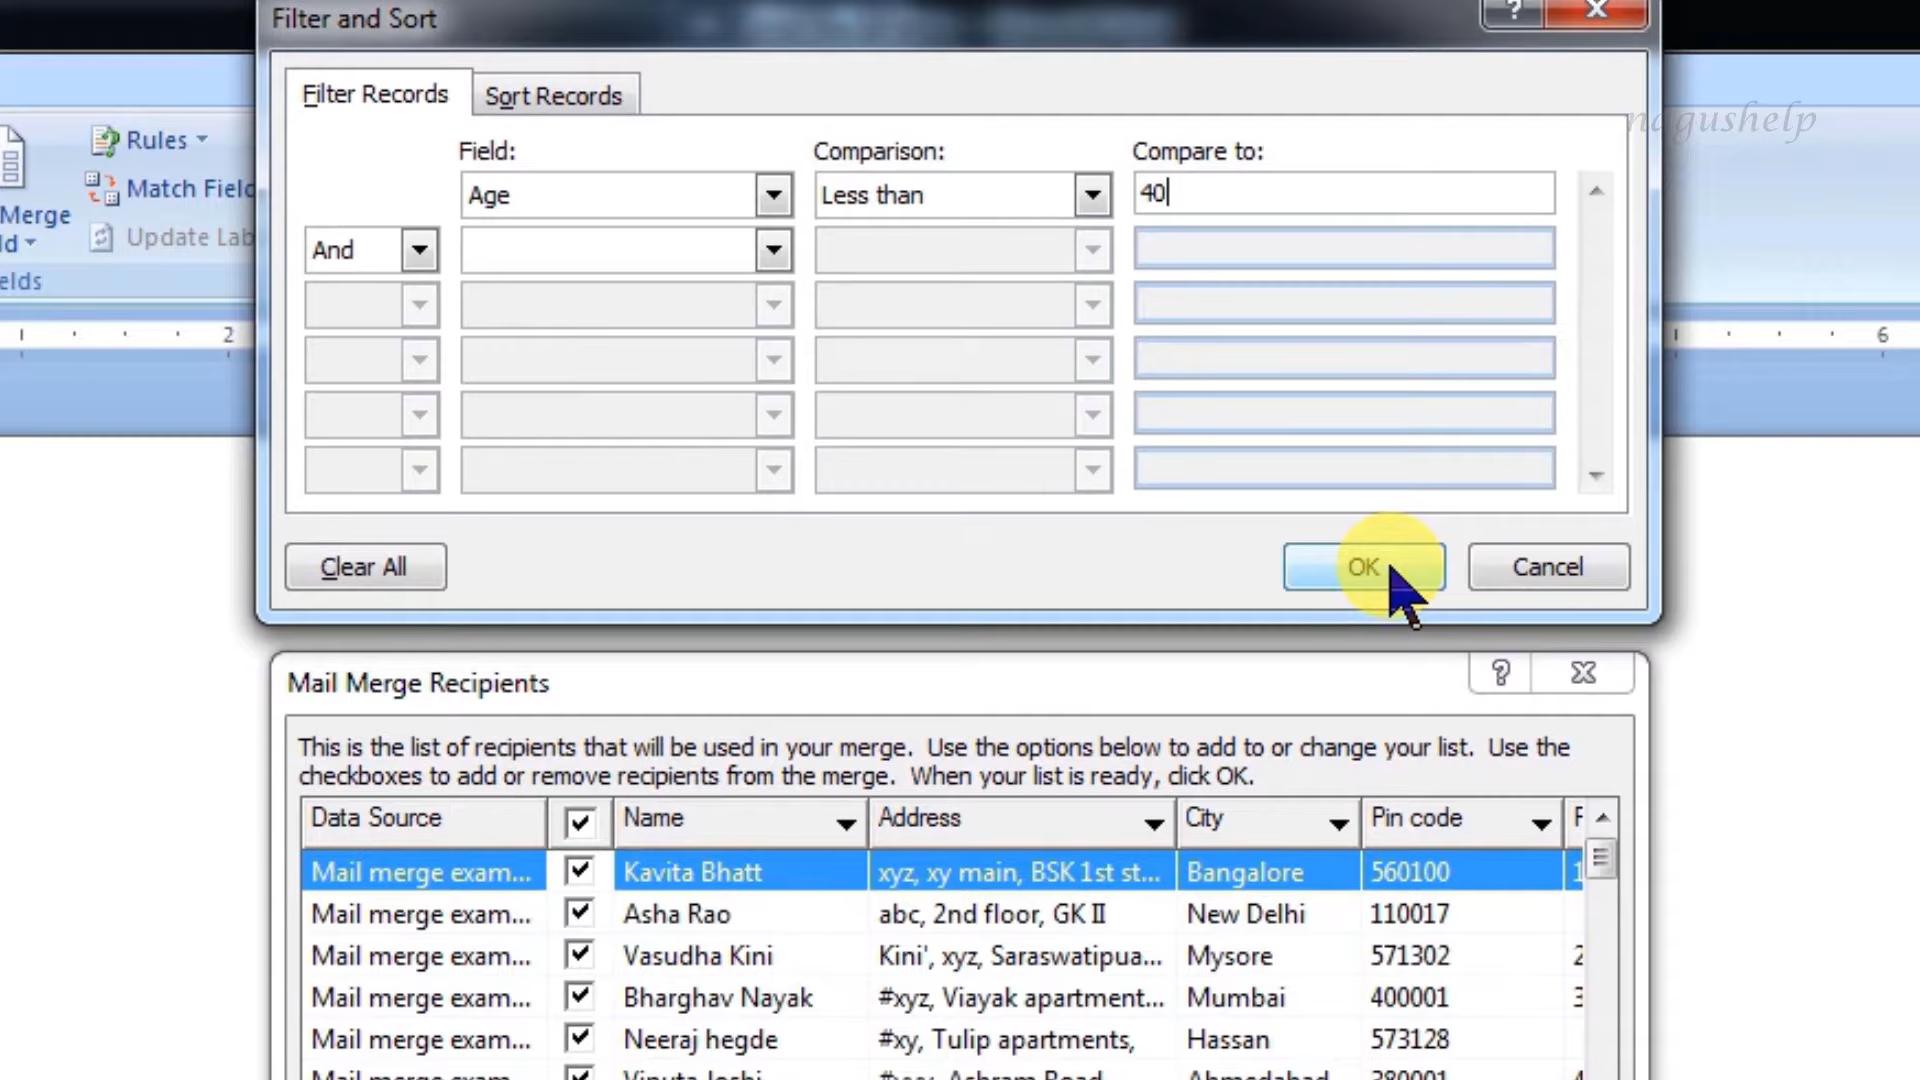 Filter and Sort
?
Filter Records
Sort Records
nagushelp
Rules
Match Field
Merge
Update Lab
elds
Field:
Comparison:
Compare to:
Age
Less than
40
And
2
6
Clear All
OK
Cancel
Mail Merge Recipients
?
This is the list of recipients that will be used in your merge.  Use the options below to add to or change your list.  Use the
checkboxes to add or remove recipients from the merge.  When your list is ready, click OK.
Data Source Name Address City Pin code
Mail merge exam... Kavita Bhatt xyz, xy main, BSK 1st st... Bangalore 560100 1
Mail merge exam... Asha Rao abc, 2nd floor, GK II New Delhi 110017
Mail merge exam... Vasudha Kini Kini', xyz, Saraswatipua... Mysore 571302 2
Mail merge exam... Bharghav Nayak #xyz, Viayak apartment... Mumbai 400001 3
Mail merge exam... Neeraj hegde #xy, Tulip apartments, Hassan 573128
Mail merge exam... Ashram Road Ahmedabad 380001 4